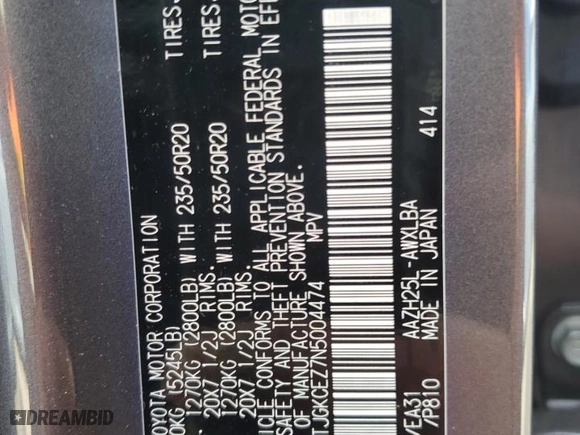 OYOTA MOTOR CORPORATION
0KG (5245LB)
1270KG (2800LB) WITH 235/50R20 TIRES.
20X7 1/2J RIMS.
1270KG (2800LB) WITH 235/50R20 TIRES.
20X7 1/2J RIMS.
ICLE CONFORMS TO ALL APPLICABLE FEDERAL MOTO
SAFETY AND THEFT PREVENTION STANDARDS IN EFF
OF MANUFACTURE SHOWN ABOVE.
TJGKCEZ7N5004474 MPV
/EA31 AAZH25L-AWXLBA
/P810 MADE IN JAPAN 414
DREAMBID